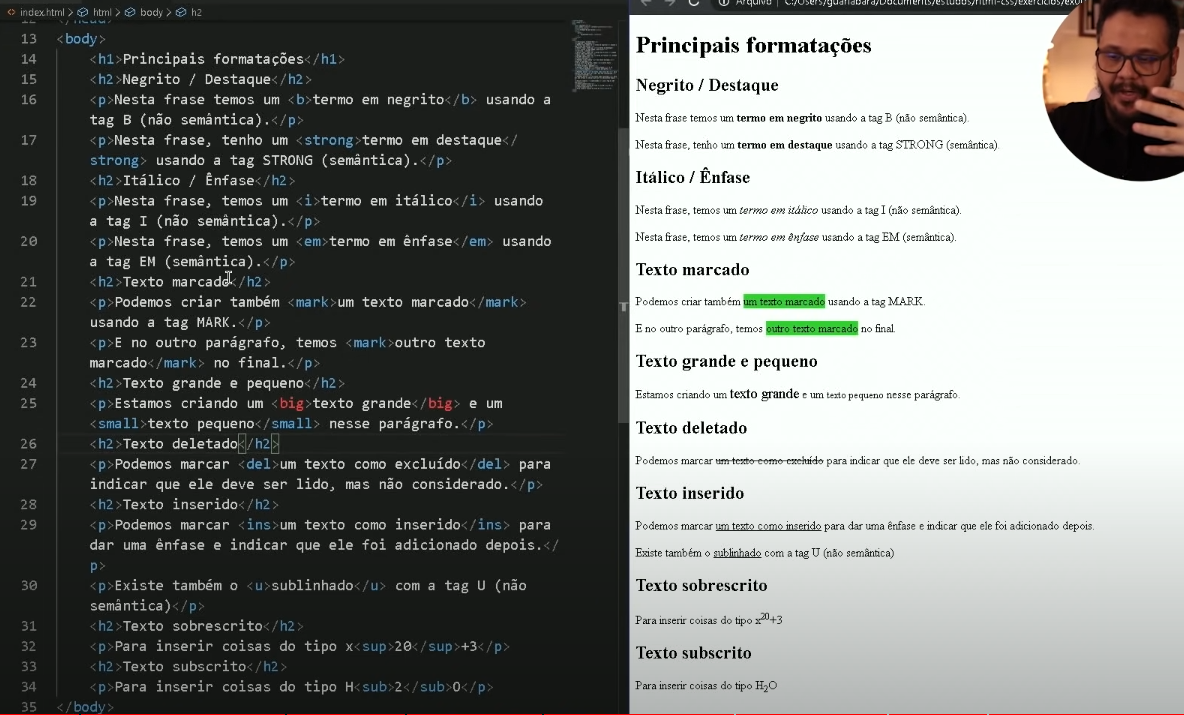 index.html > html > body > h2
12 </head>
13 <body>
14 <h1>Principais formatações</h1>
15 <h2>Negrito / Destaque</h2>
16 <p>Nesta frase temos um <b>termo em negrito</b> usando a
tag B (não semântica).</p>
17 <p>Nesta frase, tenho um <strong>termo em destaque</
strong> usando a tag STRONG (semântica).</p>
18 <h2>Itálico / Ênfase</h2>
19 <p>Nesta frase, temos um <i>termo em itálico</i> usando
a tag I (não semântica).</p>
20 <p>Nesta frase, temos um <em>termo em ênfase</em> usando
a tag EM (semântica).</p>
21 <h2>Texto marcado</h2>
22 <p>Podemos criar também <mark>um texto marcado</mark>
usando a tag MARK.</p>
23 <p>E no outro parágrafo, temos <mark>outro texto
marcado</mark> no final.</p>
24 <h2>Texto grande e pequeno</h2>
25 <p>Estamos criando um <big>texto grande</big> e um
<small>texto pequeno</small> nesse parágrafo.</p>
26 <h2>Texto deletado</h2>
27 <p>Podemos marcar <del>um texto como excluído</del> para
indicar que ele deve ser lido, mas não considerado.</p>
28 <h2>Texto inserido</h2>
29 <p>Podemos marcar <ins>um texto como inserido</ins> para
dar uma ênfase e indicar que ele foi adicionado depois.</
p>
30 <p>Existe também o <u>sublinhado</u> com a tag U (não
semântica)</p>
31 <h2>Texto sobrescrito</h2>
32 <p>Para inserir coisas do tipo x<sup>20</sup>+3</p>
33 <h2>Texto subscrito</h2>
34 <p>Para inserir coisas do tipo H<sub>2</sub>O</p>
35 </body>
Arquivo | C:/Users/guanabara/Documents/estudos/html-css/exercicios/ex0
Principais formatações
Negrito / Destaque
Nesta frase temos um termo em negrito usando a tag B (não semântica).
Nesta frase, tenho um termo em destaque usando a tag STRONG (semântica).
Itálico / Ênfase
Nesta frase, temos um termo em itálico usando a tag I (não semântica).
Nesta frase, temos um termo em ênfase usando a tag EM (semântica).
Texto marcado
Podemos criar também um texto marcado usando a tag MARK.
E no outro parágrafo, temos outro texto marcado no final.
Texto grande e pequeno
Estamos criando um texto grande e um texto pequeno nesse parágrafo.
Texto deletado
Podemos marcar um texto como excluído para indicar que ele deve ser lido, mas não considerado.
Texto inserido
Podemos marcar um texto como inserido para dar uma ênfase e indicar que ele foi adicionado depois.
Existe também o sublinhado com a tag U (não semântica)
Texto sobrescrito
Para inserir coisas do tipo x²⁰+3
Texto subscrito
Para inserir coisas do tipo H₂O